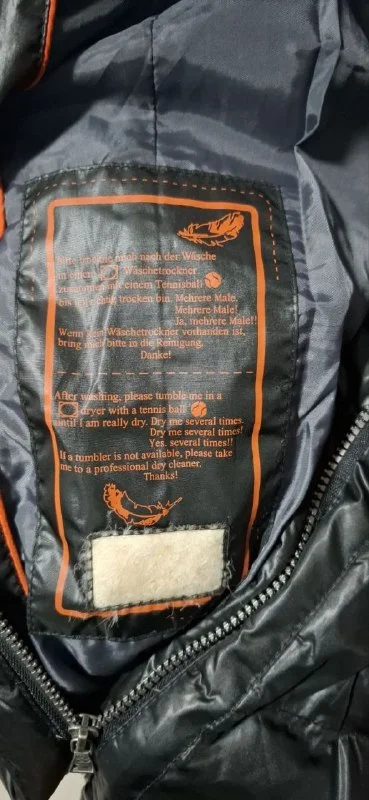 Bitte trocknen mich nach der Wäsche
in einem Wäschetrockner
zusammen mit einem Tennisball
bis ich richtig trocken bin. Mehrere Male.
Mehrere Male!
Ja, mehrere Male!!
Wenn kein Wäschetrockner vorhanden ist,
bring mich bitte in die Reinigung.
Danke!
After washing, please tumble me in a
dryer with a tennis ball
until I am really dry. Dry me several times.
Dry me several times!
Yes. several times!!
If a tumbler is not available, please take
me to a professional dry cleaner.
Thanks!